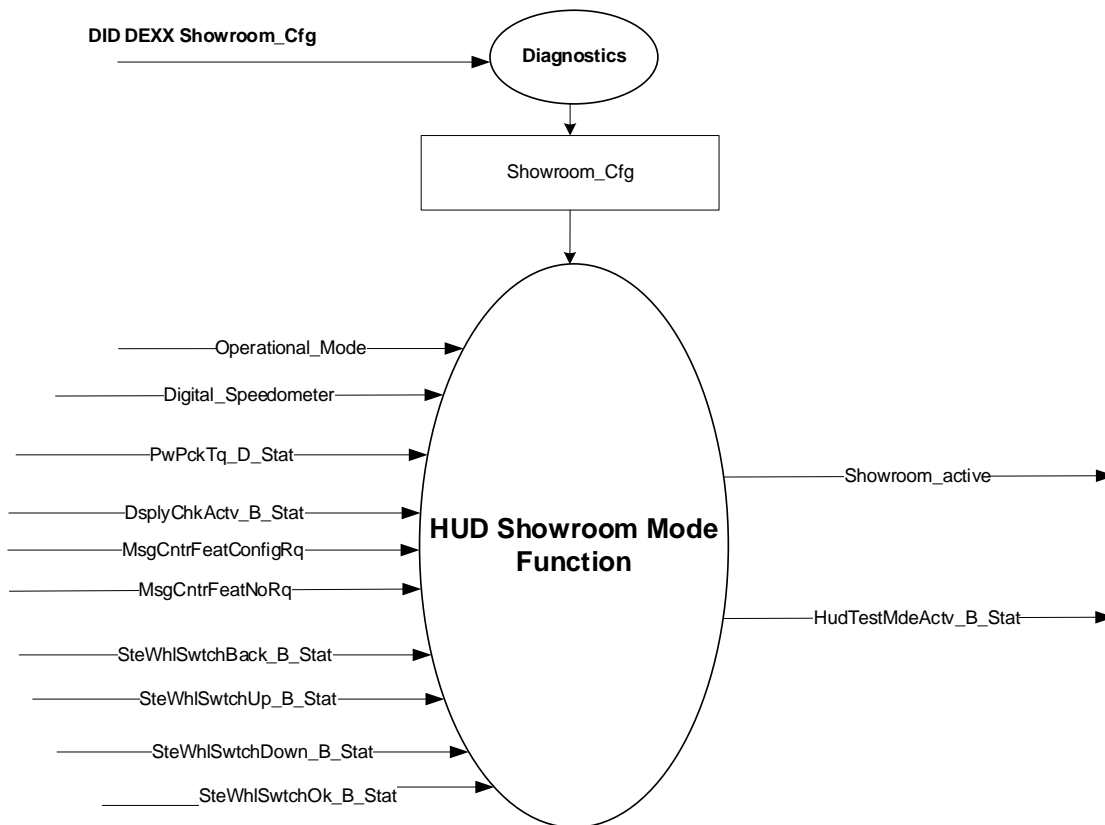 DID DEXX Showroom_Cfg
Diagnostics
Showroom_Cfg
Operational_Mode
Digital_Speedometer
PwPckTq_D_Stat
DsplyChkActv_B_Stat
MsgCntrFeatConfigRq
MsgCntrFeatNoRq
SteWhlSwtchBack_B_Stat
SteWhlSwtchUp_B_Stat
SteWhlSwtchDown_B_Stat
SteWhlSwtchOk_B_Stat
HUD Showroom Mode
Function
Showroom_active
HudTestMdeActv_B_Stat